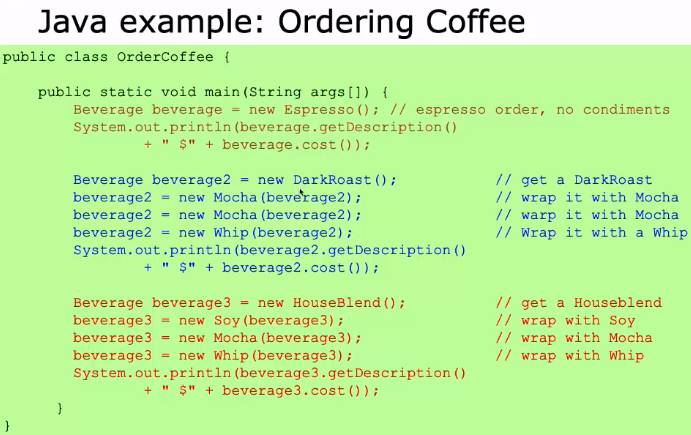 Java example: Ordering Coffee
public class OrderCoffee {
public static void main(String args[]) {
Beverage beverage = new Espresso(); // espresso order, no condiments
System.out.println(beverage.getDescription()
+ " $" + beverage.cost());
Beverage beverage2 = new DarkRoast(); // get a DarkRoast
beverage2 = new Mocha(beverage2); // wrap it with Mocha
beverage2 = new Mocha(beverage2); // warp it with Mocha
beverage2 = new Whip(beverage2); // Wrap it with a Whip
System.out.println(beverage2.getDescription()
+ " $" + beverage2.cost());
Beverage beverage3 = new HouseBlend(); // get a Houseblend
beverage3 = new Soy(beverage3); // wrap with Soy
beverage3 = new Mocha(beverage3); // wrap with Mocha
beverage3 = new Whip(beverage3); // wrap with Whip
System.out.println(beverage3.getDescription()
+ " $" + beverage3.cost());
}
}